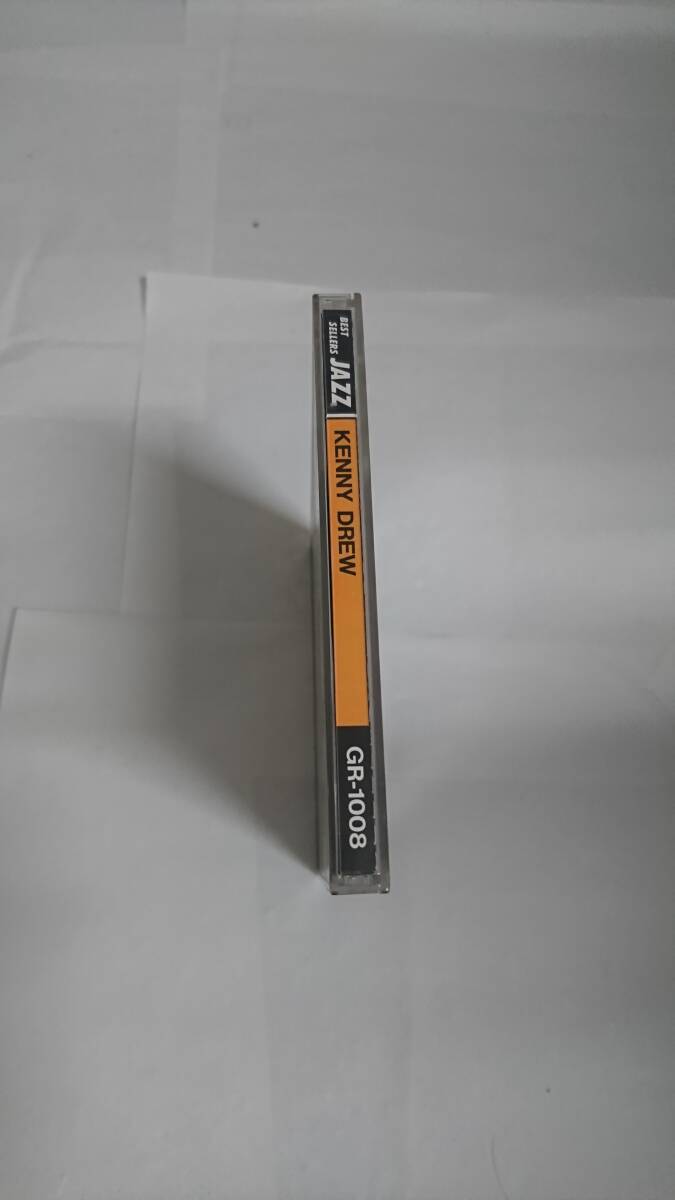 BEST
SELLERS
JAZZ
KENNY DREW
GR-1008